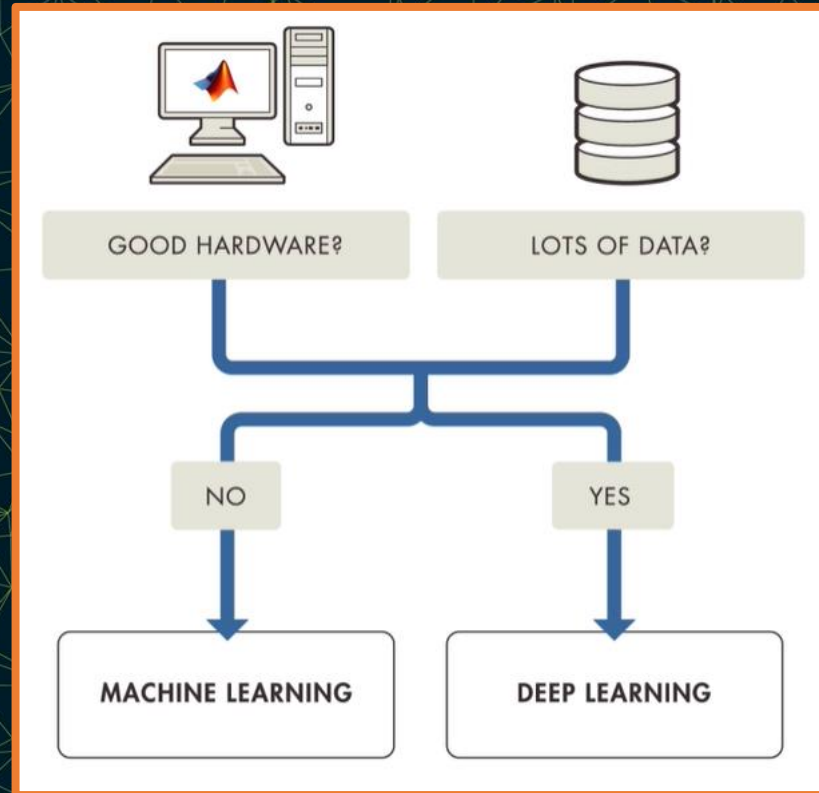 GOOD HARDWARE?
LOTS OF DATA?
NO
YES
MACHINE LEARNING
DEEP LEARNING